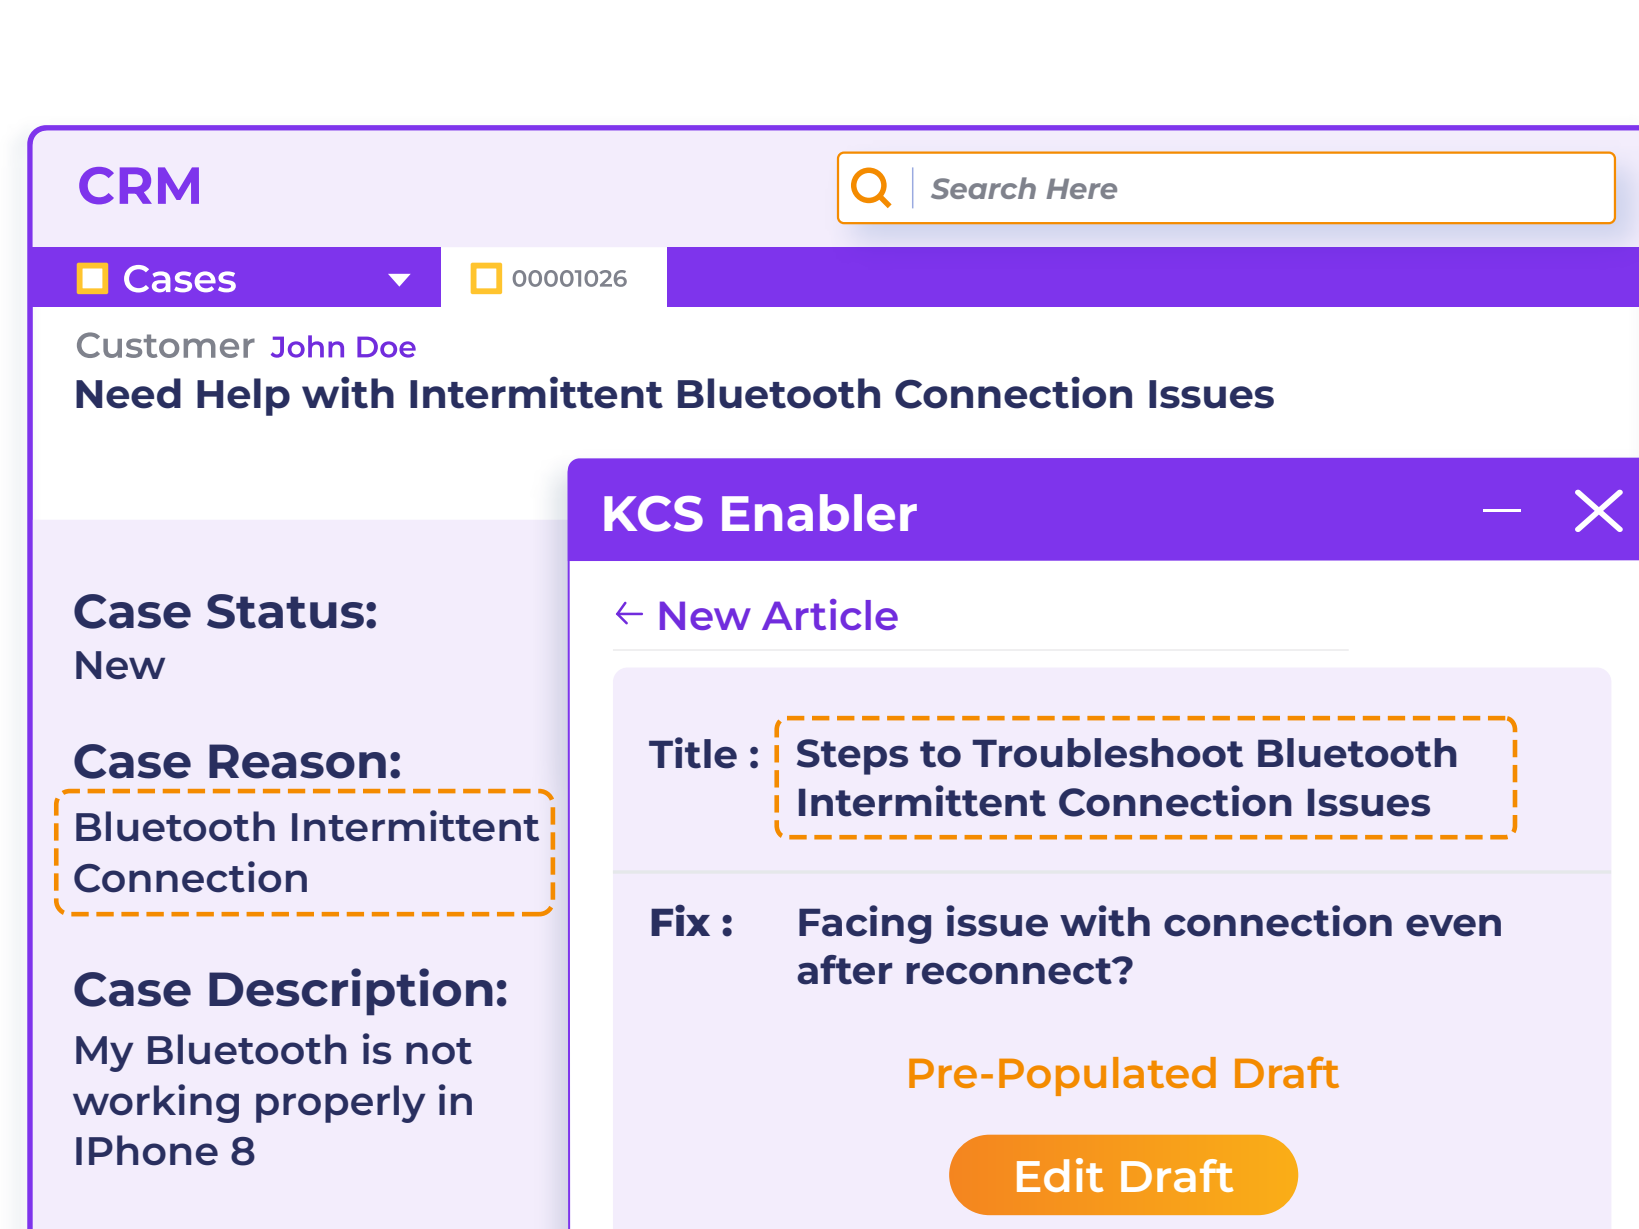 CRM
Search Here
Cases
00001026
Customer John Doe
Need Help with Intermittent Bluetooth Connection Issues
Case Status:
New
Case Reason:
Bluetooth Intermittent
Connection
Case Description:
My Bluetooth is not
working properly in
IPhone 8
KCS Enabler
← New Article
Title : Steps to Troubleshoot Bluetooth
Intermittent Connection Issues
Fix : Facing issue with connection even
after reconnect?
Pre-Populated Draft
Edit Draft